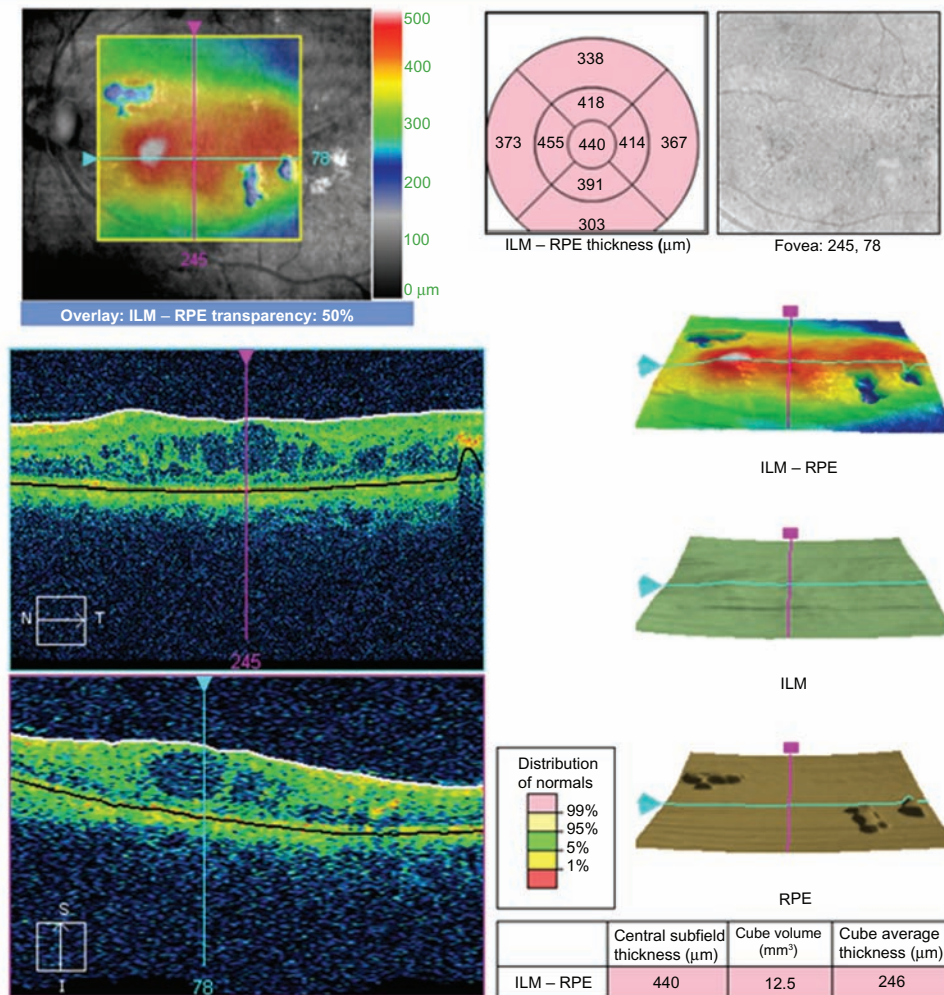 500
400
300
200
100
0 μm
78
245
Overlay: ILM – RPE transparency: 50%
338
418
373 455 440 414 367
391
303
ILM – RPE thickness (μm)
Fovea: 245, 78
ILM – RPE
N T
245
ILM
S
I
78
Distribution
of normals
99%
95%
5%
1%
RPE
Central subfield
thickness (μm)
Cube volume
(mm³)
Cube average
thickness (μm)
ILM – RPE 440 12.5 246